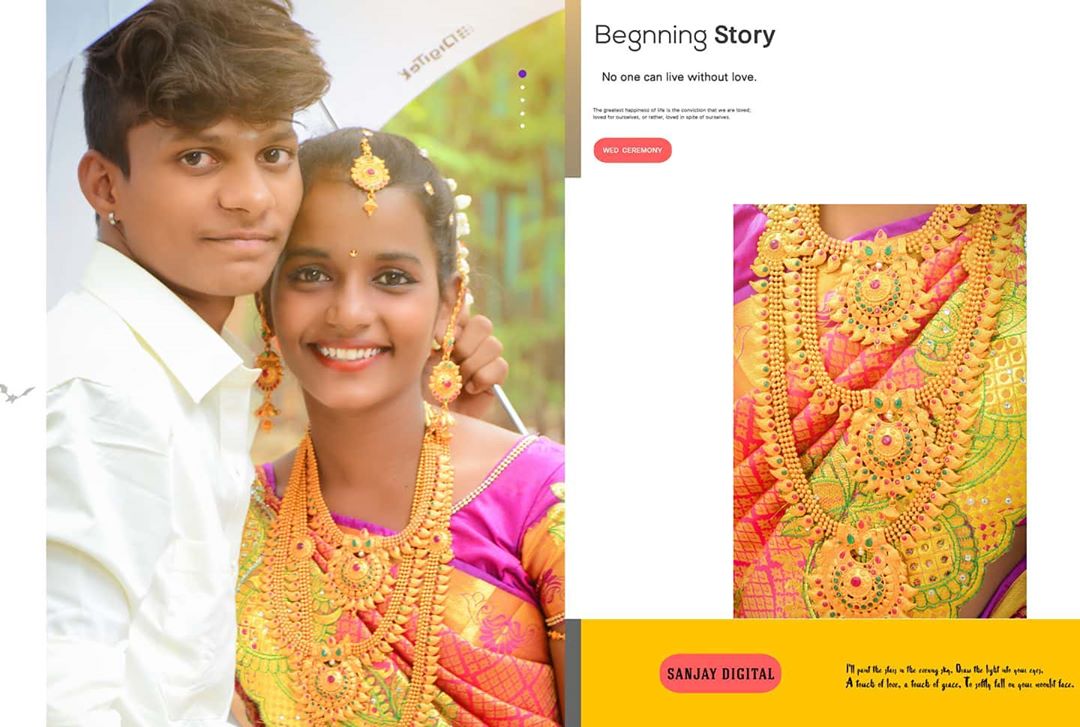 DIGITEK
Begnning Story
No one can live without love.
The greatest happiness of life is the conviction that we are loved;
loved for ourselves, or rather, loved in spite of ourselves.
WED CEREMONY
SANJAY DIGITAL
I'll paint the stars in the evening sky, Draw the light into your eyes,
A touch of love, a touch of grace, To softly fall on your moonlit face.